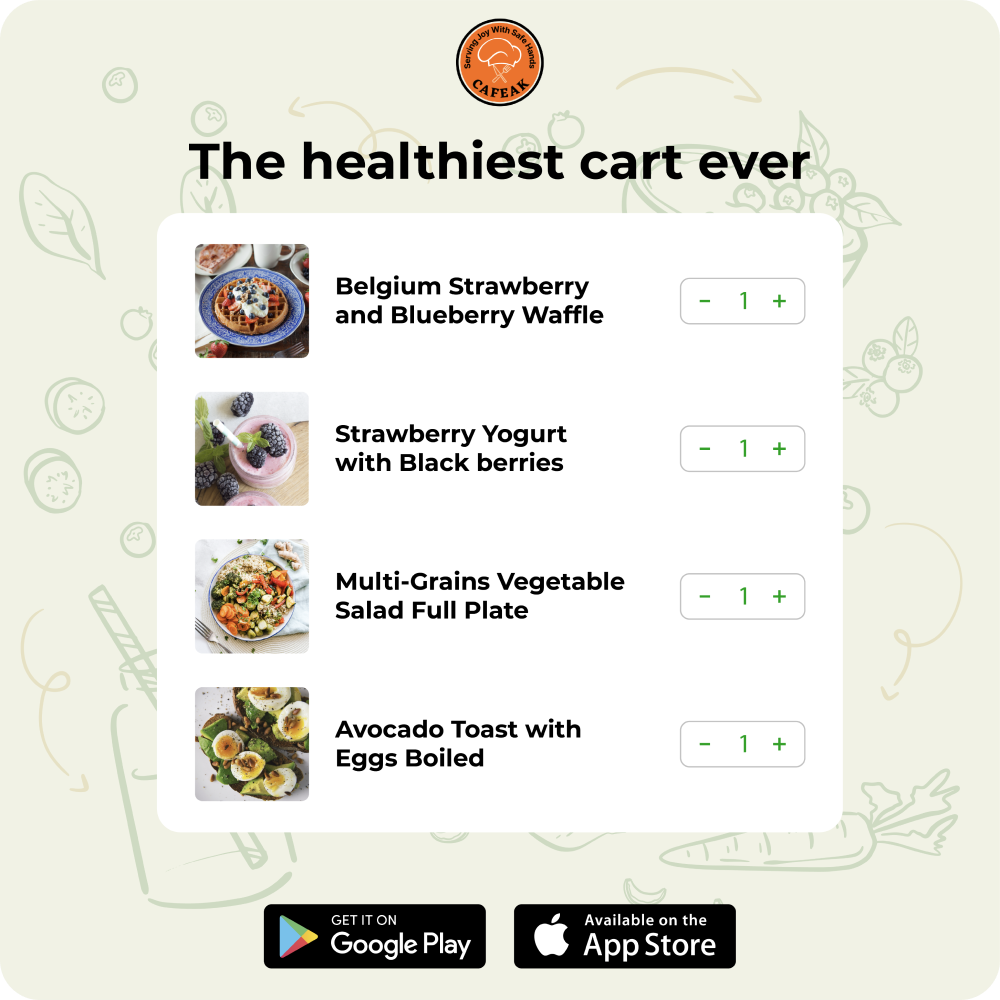 Serving Joy With Safe Hands
CAFEAK
The healthiest cart ever
Belgium Strawberry
and Blueberry Waffle
- 1 +
Strawberry Yogurt
with Black berries
- 1 +
Multi-Grains Vegetable
Salad Full Plate
- 1 +
Avocado Toast with
Eggs Boiled
- 1 +
GET IT ON
Google Play
Available on the
App Store